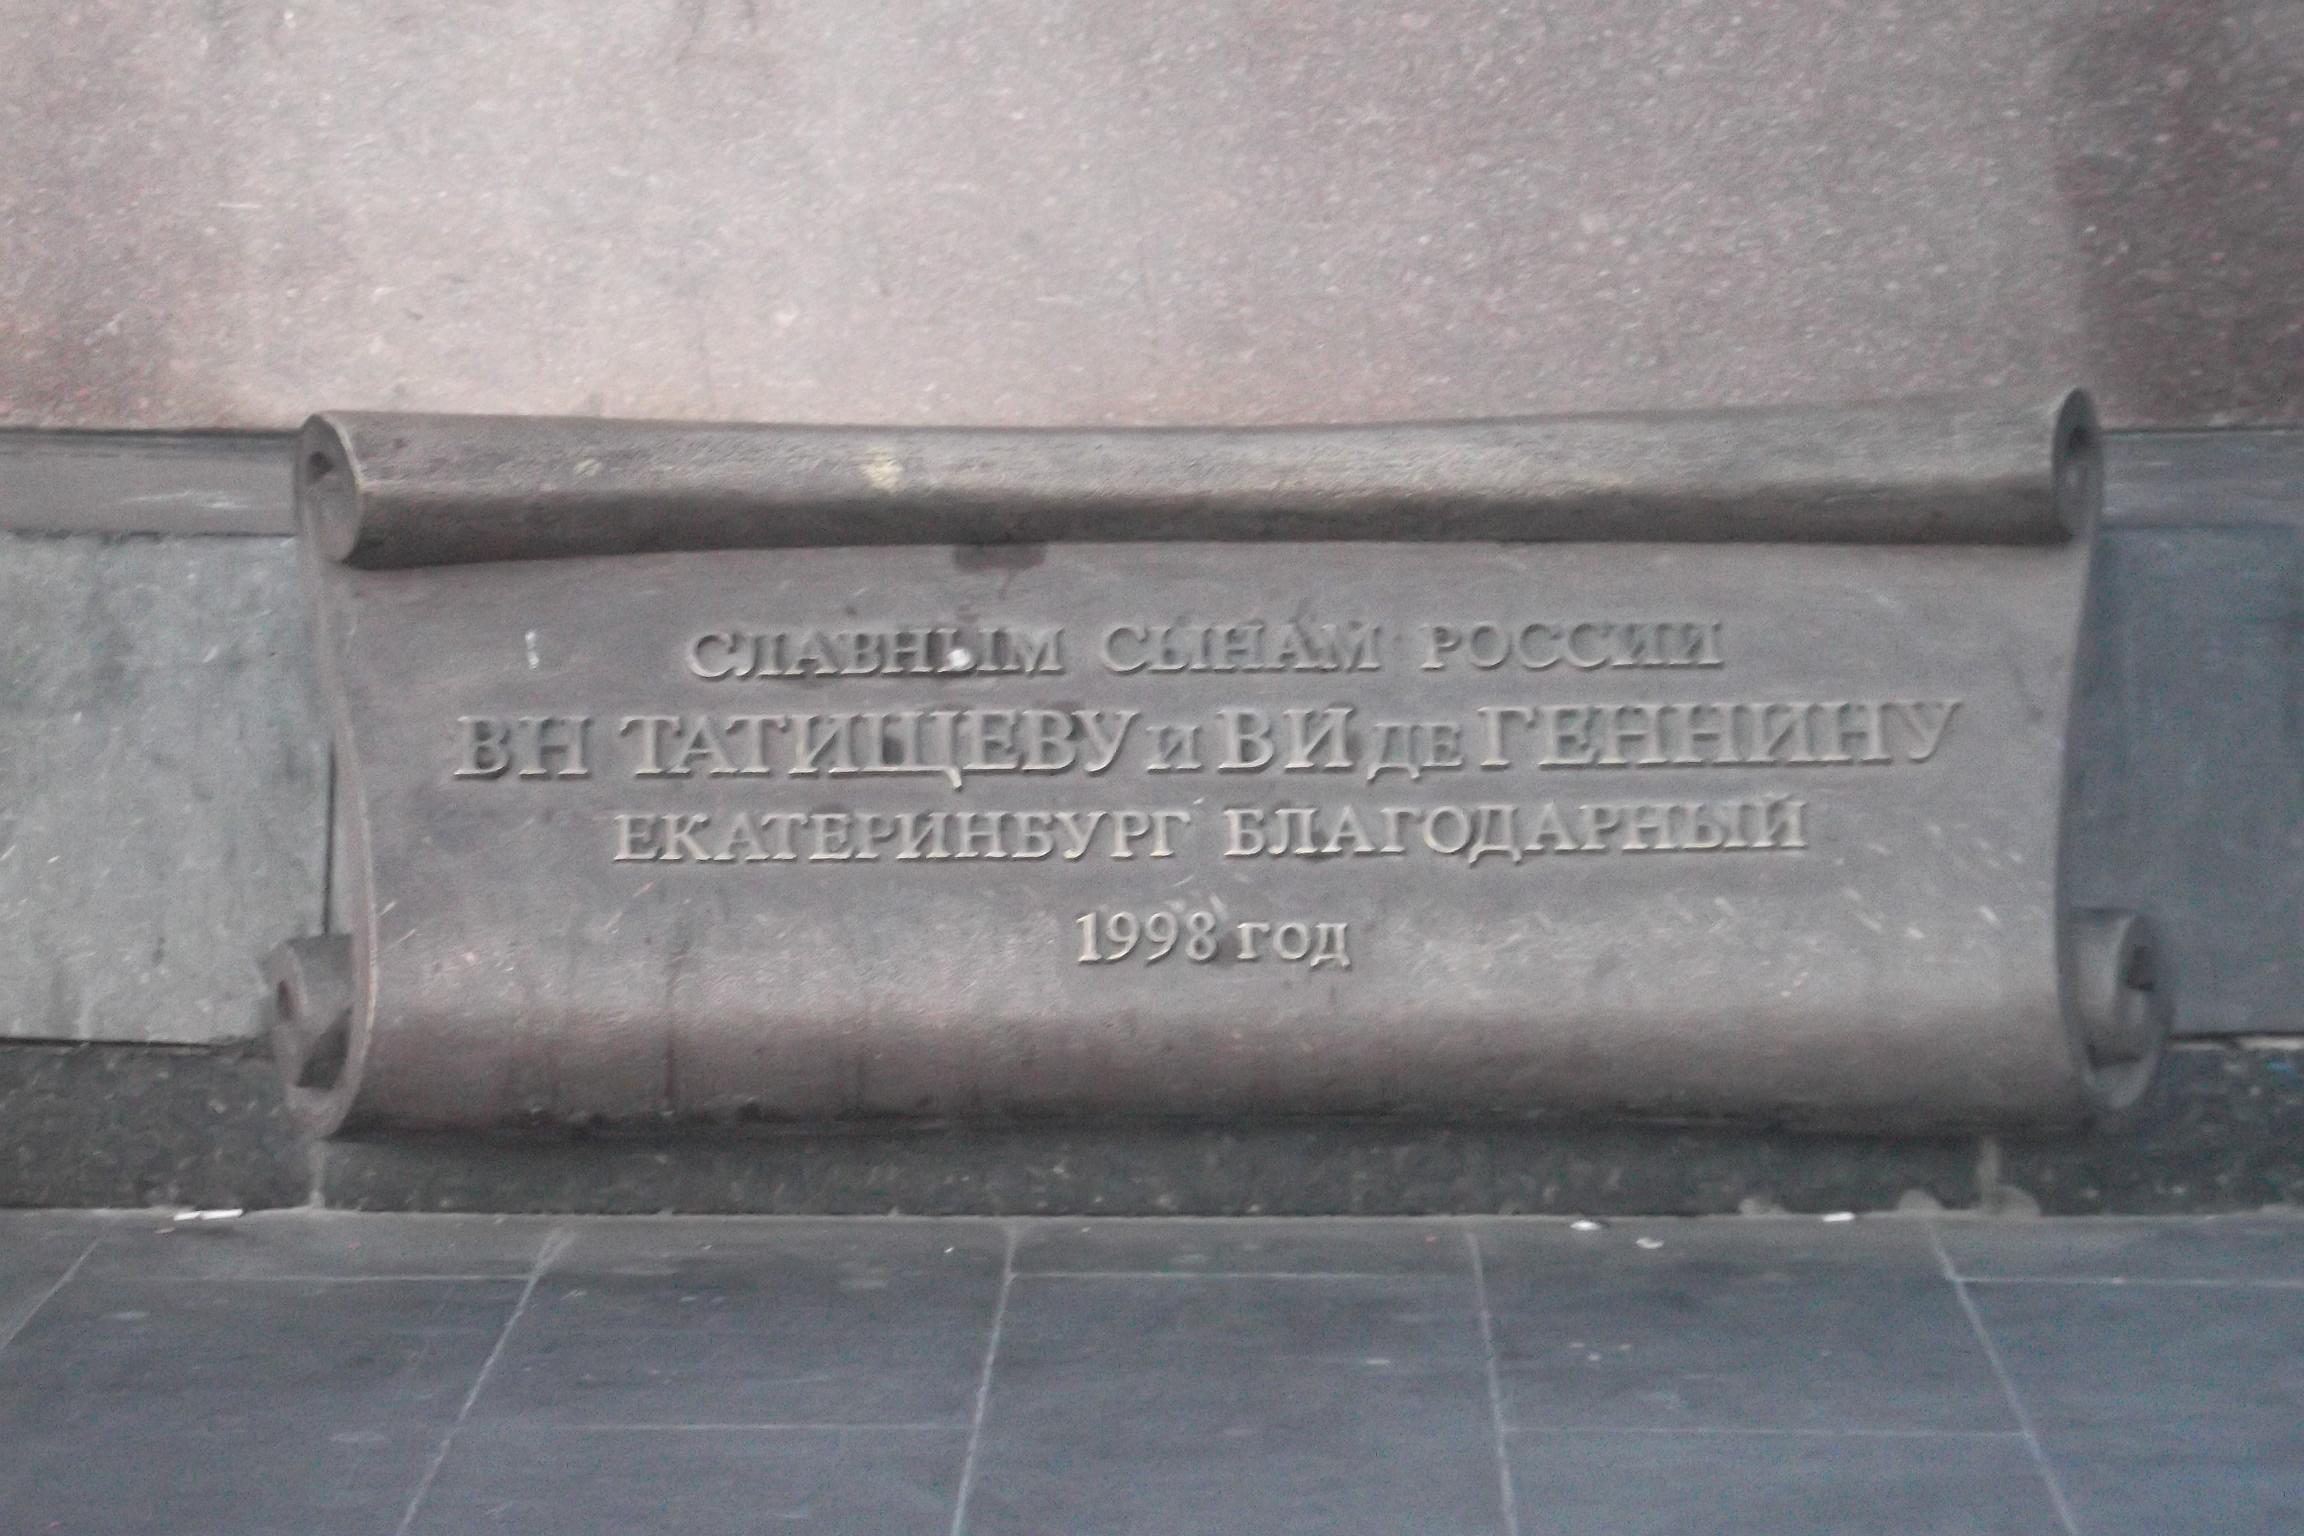 СЛАВНЫМ СЫНАМ РОССИИ
ВН ТАТИЩЕВУ И ВИ ДЕ ГЕННИНУ
ЕКАТЕРИНБУРГ БЛАГОДАРНЫЙ
1998 ГОД